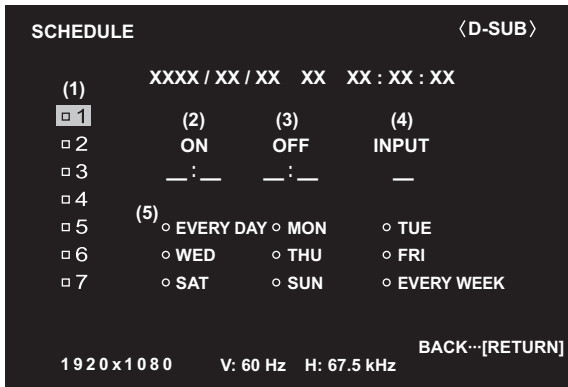 SCHEDULE 〈D-SUB〉
XXXX / XX / XX XX XX : XX : XX
(1)
1
2
3
4
5
6
7
(2) (3) (4)
ON OFF INPUT
__:__ __:__ __
(5)
EVERY DAY MON TUE
WED THU FRI
SAT SUN EVERY WEEK
BACK···[RETURN]
1920x1080 V: 60 Hz H: 67.5 kHz